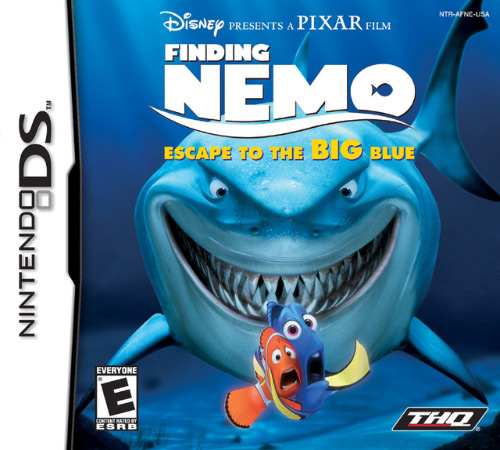 NTR-AFNE-USA
Disney PRESENTS A PIXAR FILM
FINDING
NEMO
ESCAPE TO THE BIG BLUE
NINTENDO DS™
EVERYONE
E
CONTENT RATED BY
ESRB
THQ®